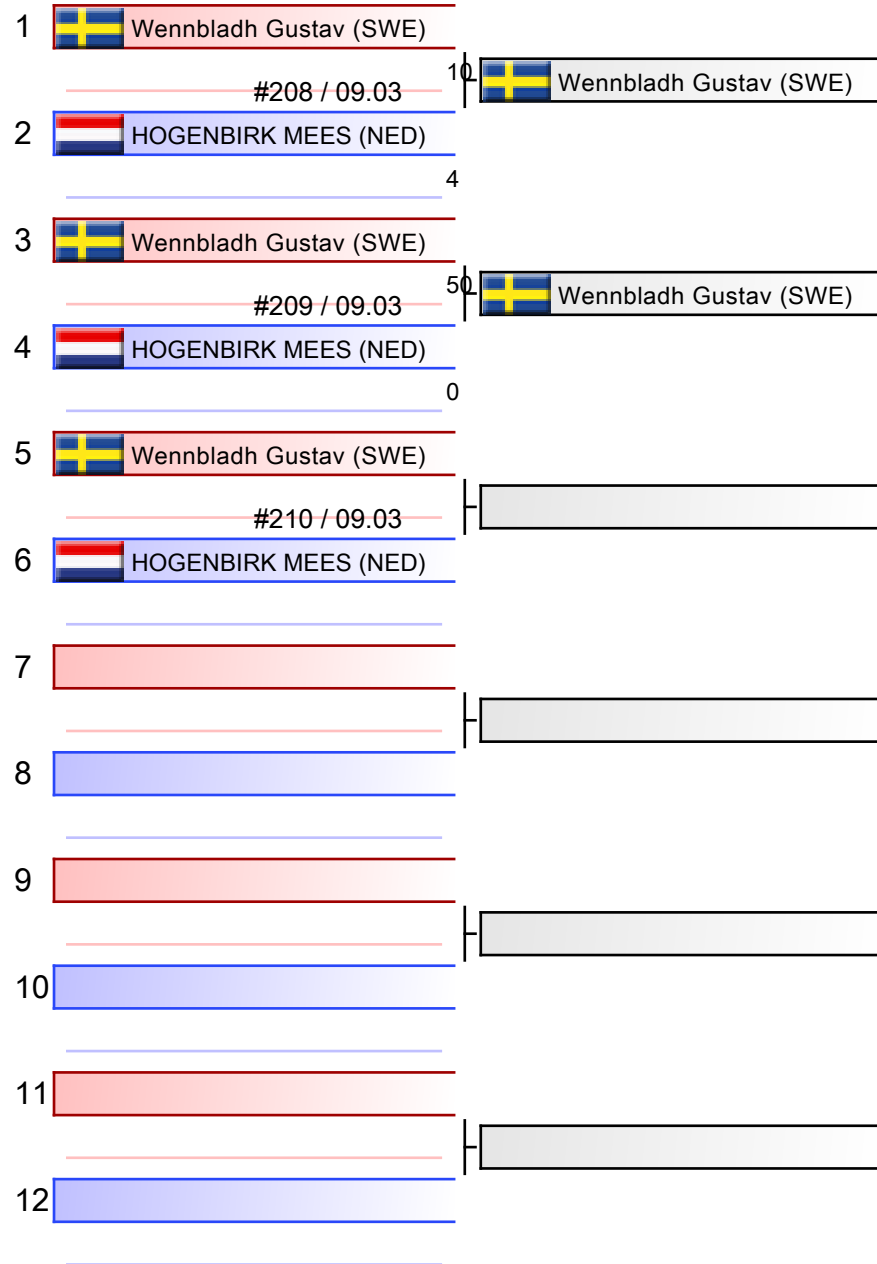 1 Wennbladh Gustav (SWE)
10 Wennbladh Gustav (SWE)
#208 / 09.03
2 HOGENBIRK MEES (NED)
4
3 Wennbladh Gustav (SWE)
50 Wennbladh Gustav (SWE)
#209 / 09.03
4 HOGENBIRK MEES (NED)
0
5 Wennbladh Gustav (SWE)
#210 / 09.03
6 HOGENBIRK MEES (NED)
7
8
9
10
11
12